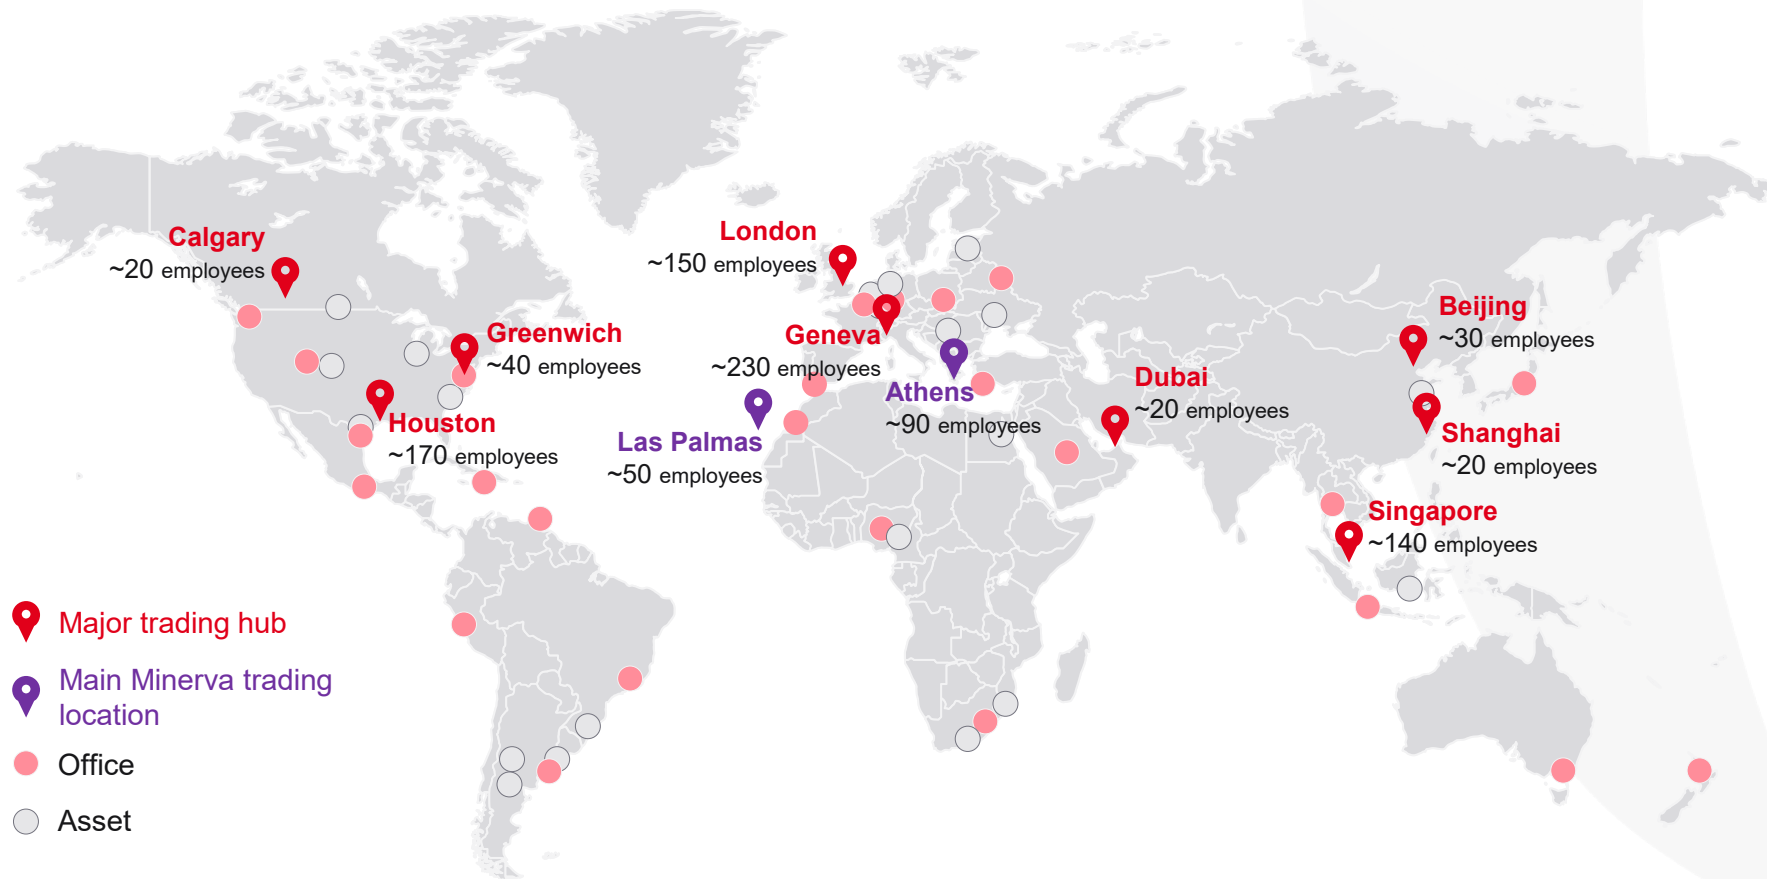 Calgary
~20 employees
London
~150 employees
Greenwich
~40 employees
Geneva
~230 employees
Beijing
~30 employees
Houston
~170 employees
Las Palmas
~50 employees
Athens
~90 employees
Dubai
~20 employees
Shanghai
~20 employees
Singapore
~140 employees
Major trading hub
Main Minerva trading
location
Office
Asset